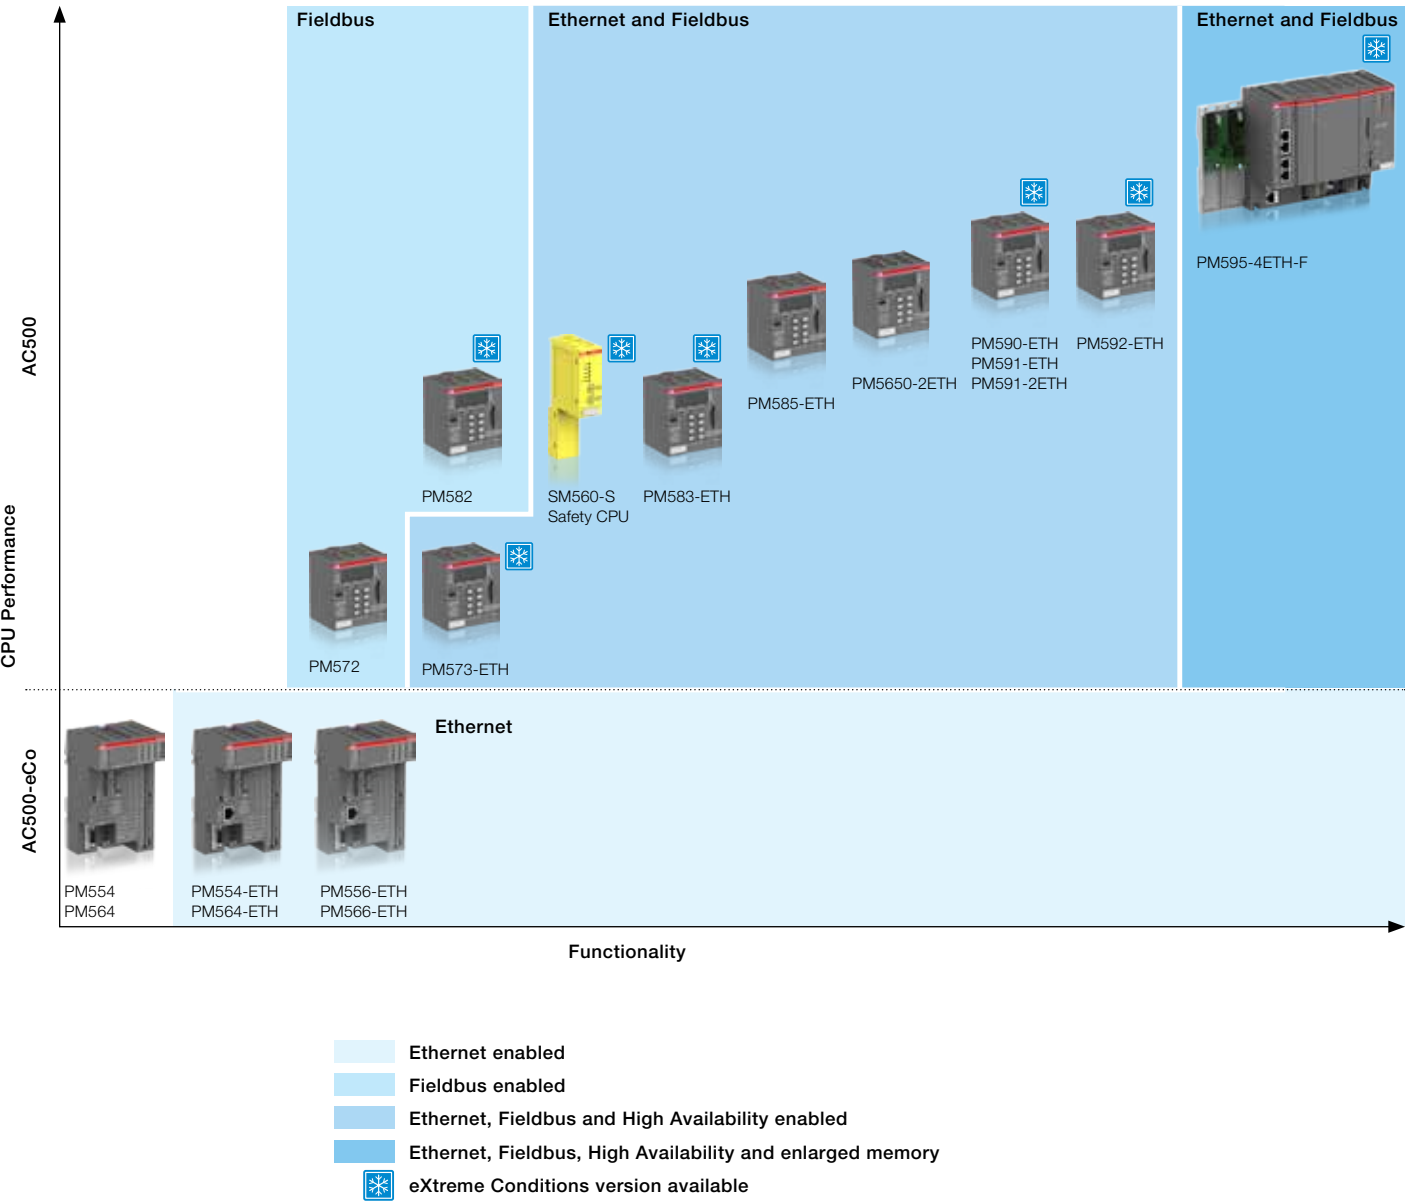 Fieldbus
Ethernet and Fieldbus
Ethernet and Fieldbus
PM595-4ETH-F
PM590-ETH
PM591-ETH
PM591-2ETH
PM592-ETH
PM5650-2ETH
PM585-ETH
AC500
PM582
SM560-S
Safety CPU
PM583-ETH
CPU Performance
PM572
PM573-ETH
Ethernet
AC500-eCo
PM554
PM564
PM554-ETH
PM564-ETH
PM556-ETH
PM566-ETH
Functionality
Ethernet enabled
Fieldbus enabled
Ethernet, Fieldbus and High Availability enabled
Ethernet, Fieldbus, High Availability and enlarged memory
eXtreme Conditions version available